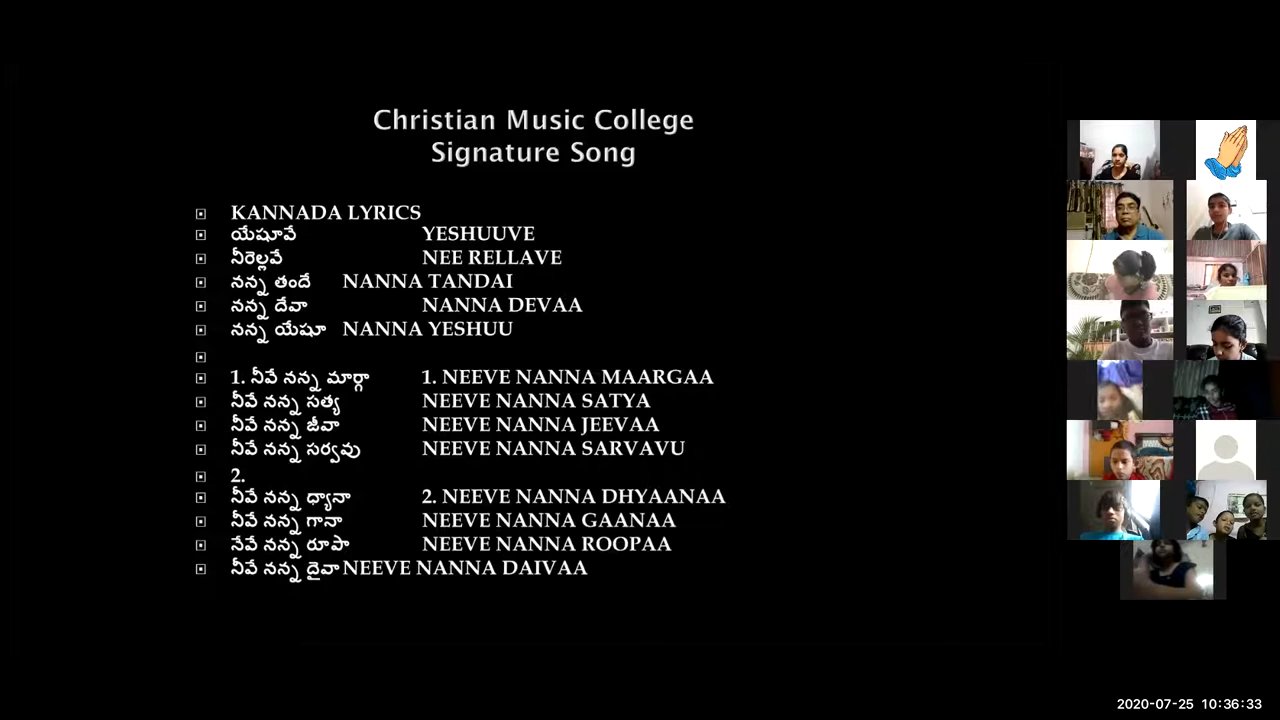 Christian Music College
Signature Song
KANNADA LYRICS
యేషూవే YESHUUVE
నీరెల్లవే NEE RELLAVE
నన్న తందే NANNA TANDAI
నన్న దేవా NANNA DEVAA
నన్న యేషూ NANNA YESHUU
1. నీవే నన్న మార్గా 1. NEEVE NANNA MAARGAA
నీవే నన్న సత్య NEEVE NANNA SATYA
నీవే నన్న జీవా NEEVE NANNA JEEVAA
నీవే నన్న సర్వవు NEEVE NANNA SARVAVU
2.
నీవే నన్న ధ్యానా 2. NEEVE NANNA DHYAANAA
నీవే నన్న గానా NEEVE NANNA GAANAA
నేవే నన్న రూపా NEEVE NANNA ROOPAA
నీవే నన్న దైవా NEEVE NANNA DAIVAA
2020-07-25 10:36:33